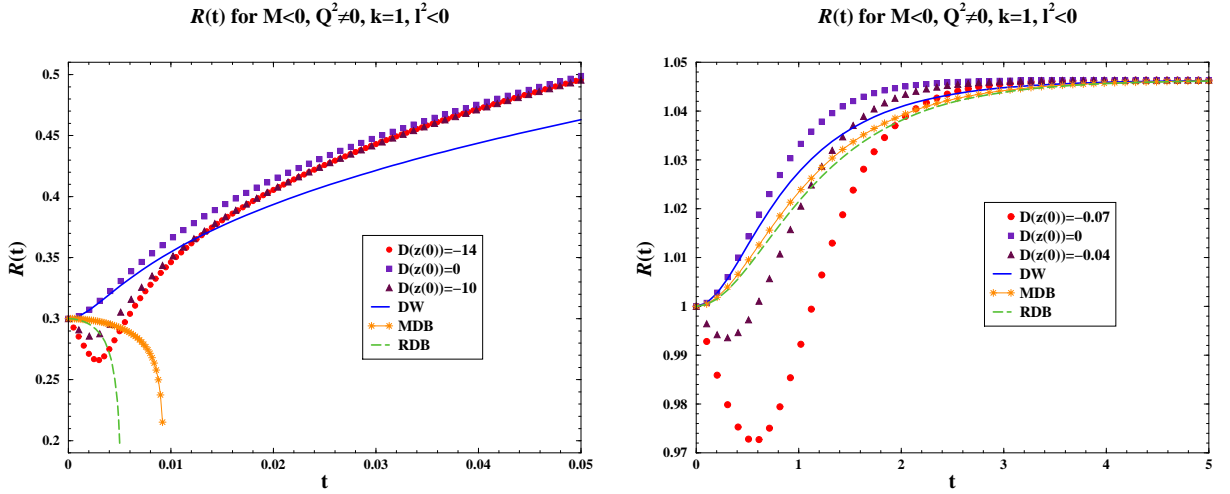 R(t) for M<0, Q²≠0, k=1, l²<0
R(t)
0.5
0.45
0.4
0.35
0.3
0.25
0.2
0
0.01
0.02
0.03
0.04
0.05
t
D(z(0))=−14
D(z(0))=0
D(z(0))=−10
DW
MDB
RDB
R(t) for M<0, Q²≠0, k=1, l²<0
R(t)
1.05
1.04
1.03
1.02
1.01
1
0.99
0.98
0.97
0
1
2
3
4
5
t
D(z(0))=−0.07
D(z(0))=0
D(z(0))=−0.04
DW
MDB
RDB